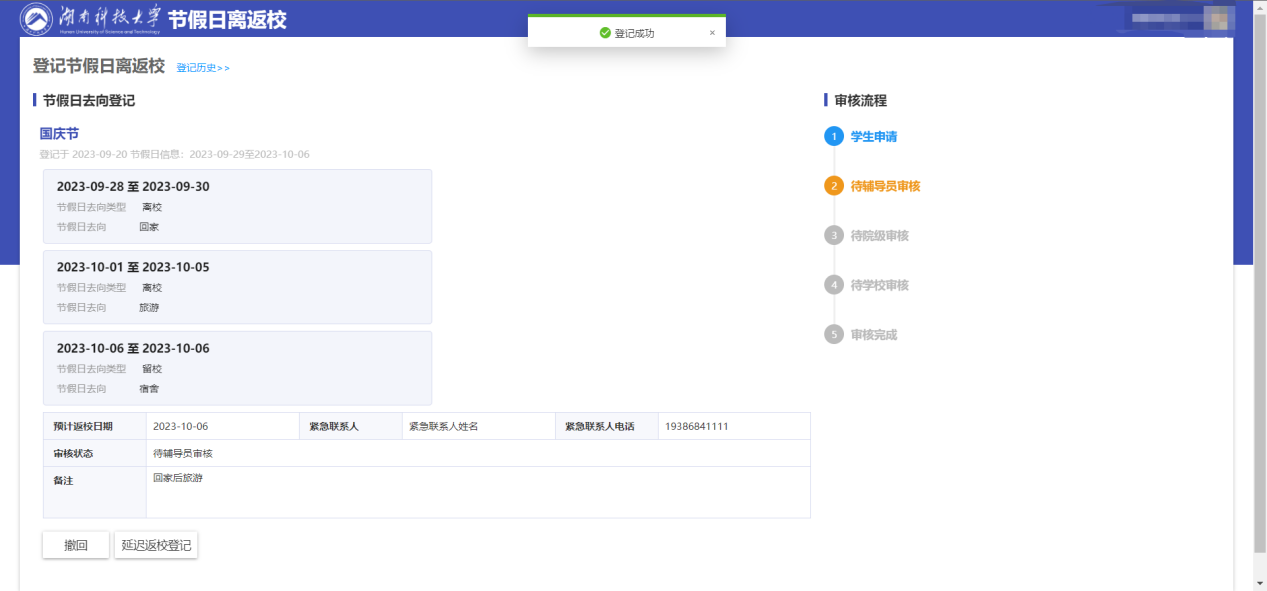 湖南科技大学 节假日离返校
Hunan University of Science and Technology
登记成功 ×
登记节假日离返校 登记历史>>
节假日去向登记
国庆节
登记于 2023-09-20 节假日信息：2023-09-29至2023-10-06
2023-09-28 至 2023-09-30
节假日去向类型 离校
节假日去向 回家
2023-10-01 至 2023-10-05
节假日去向类型 离校
节假日去向 旅游
2023-10-06 至 2023-10-06
节假日去向类型 留校
节假日去向 宿舍
预计返校日期 2023-10-06 紧急联系人 紧急联系人姓名 紧急联系人电话 19386841111
审核状态 待辅导员审核
备注 回家后旅游
撤回 延迟返校登记
审核流程
1 学生申请
2 待辅导员审核
3 待院级审核
4 待学校审核
5 审核完成